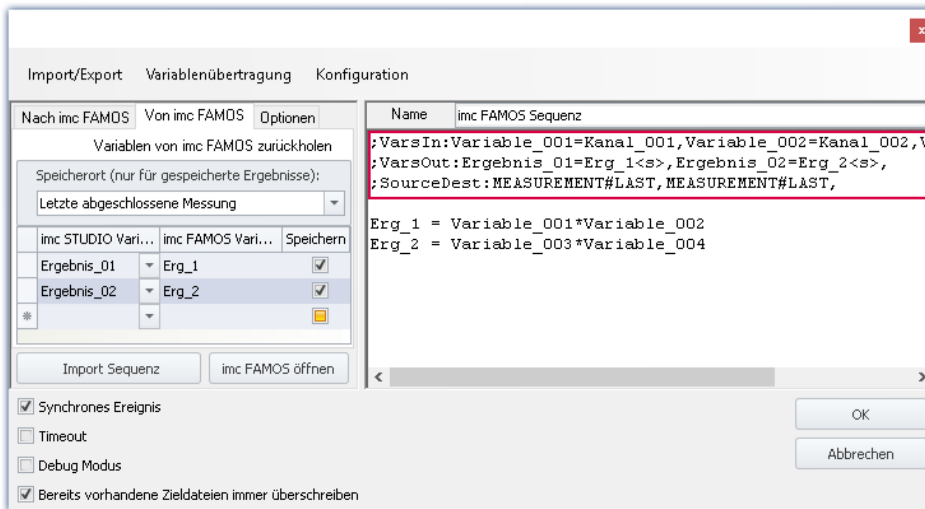 x
Import/Export Variablenübertragung Konfiguration
Nach imc FAMOS Von imc FAMOS Optionen
Variablen von imc FAMOS zurückholen
Speicherort (nur für gespeicherte Ergebnisse):
Letzte abgeschlossene Messung
imc STUDIO Vari... imc FAMOS Vari... Speichern
Ergebnis_01 Erg_1
Ergebnis_02 Erg_2
*
Import Sequenz imc FAMOS öffnen
Name imc FAMOS Sequenz
;VarsIn:Variable_001=Kanal_001,Variable_002=Kanal_002,V
;VarsOut:Ergebnis_01=Erg_1<s>,Ergebnis_02=Erg_2<s>,
;SourceDest:MEASUREMENT#LAST,MEASUREMENT#LAST,
Erg_1 = Variable_001*Variable_002
Erg_2 = Variable_003*Variable_004
Synchrones Ereignis
Timeout
Debug Modus
Bereits vorhandene Zieldateien immer überschreiben
OK
Abbrechen